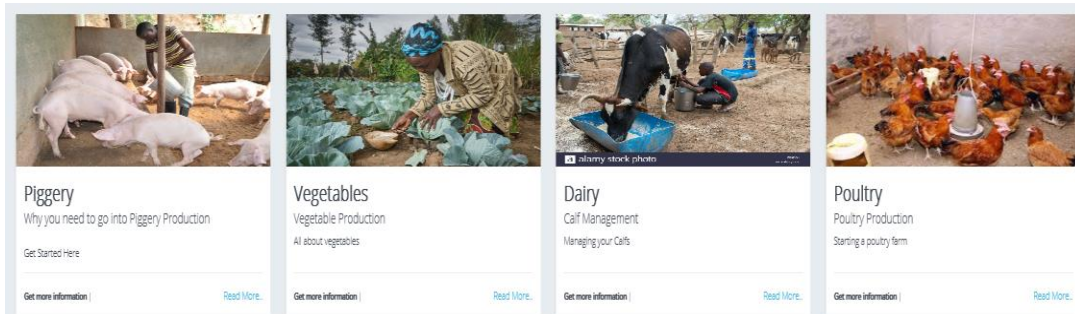 alamy stock photo
Piggery
Why you need to go into Piggery Production
Get Started Here
Get more information |
Read More..
Vegetables
Vegetable Production
All about vegetables
Get more information |
Read More..
Dairy
Calf Management
Managing your Calfs
Get more information |
Read More..
Poultry
Poultry Production
Starting a poultry farm
Get more information |
Read More..